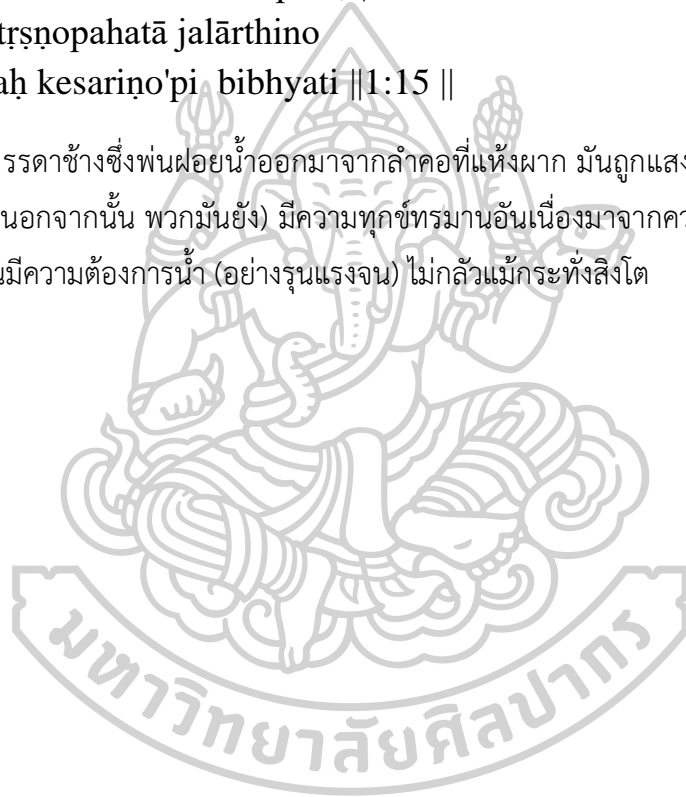 tṛsṇopahatā jalārthino
aḥ kesariṇo'pi bibhyati ||1:15 ||
รรดาช้างซึ่งพ่นฝอยน้ำออกมาจากลำคอที่แห้งผาก มันถูกแสง
นอกจากนั้น พวกมันยัง) มีความทุกข์ทรมานอันเนื่องมาจากคว
มีความต้องการน้ำ (อย่างรุนแรงจน) ไม่กลัวแม้กระทั่งสิงโต
มหาวิทยาลัยศิลปากร